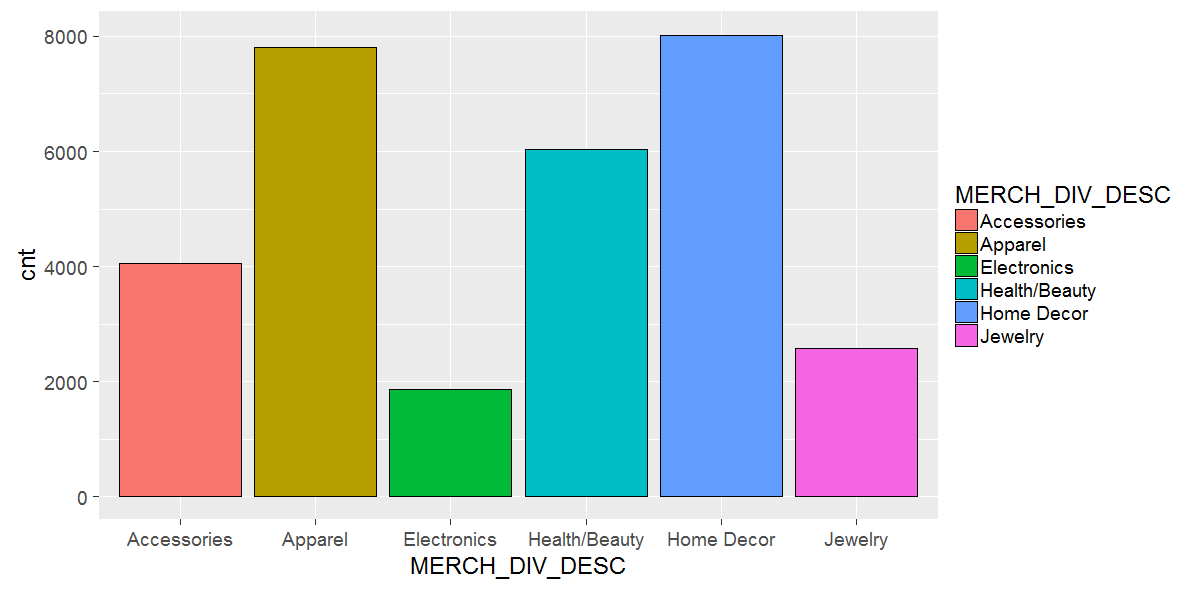 8000
6000
4000
2000
0
cnt
Accessories Apparel Electronics Health/Beauty Home Decor Jewelry
MERCH_DIV_DESC
MERCH_DIV_DESC
Accessories
Apparel
Electronics
Health/Beauty
Home Decor
Jewelry